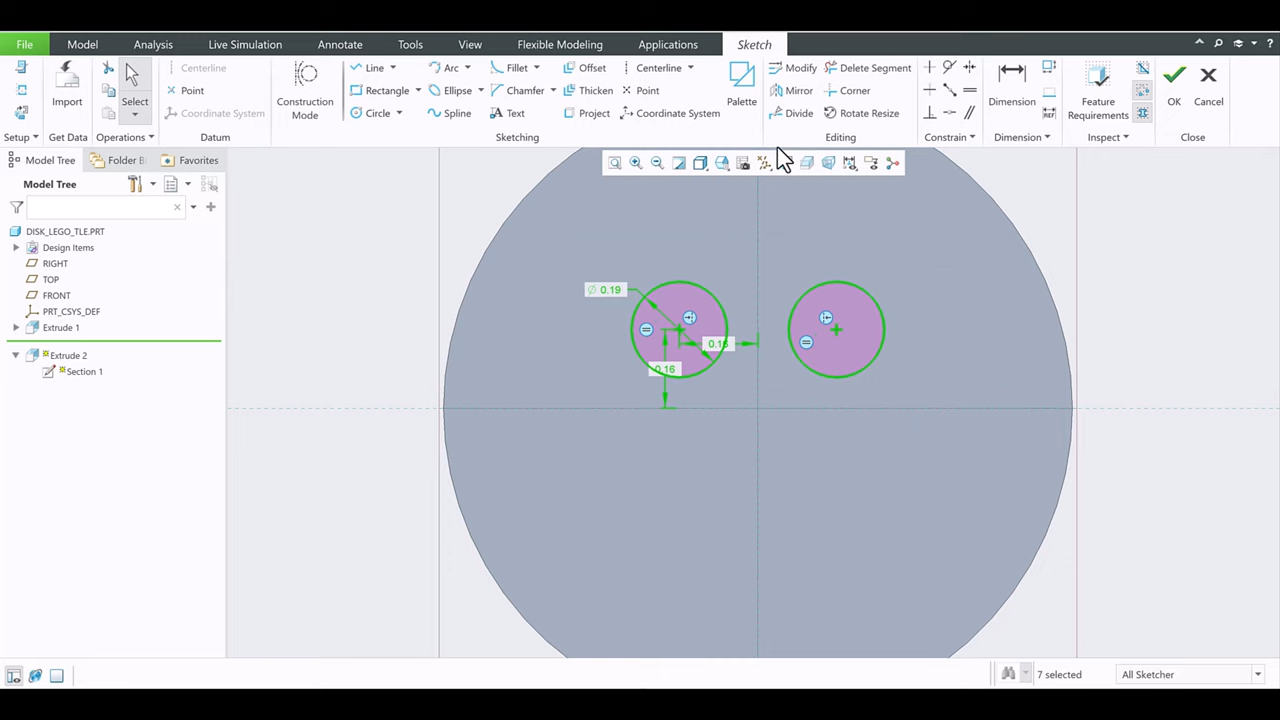 File Model Analysis Live Simulation Annotate Tools View Flexible Modeling Applications Sketch
Centerline Line Arc Fillet Offset Centerline Modify Delete Segment
Import Select Point Construction Mode Rectangle Ellipse Chamfer Thicken Point Palette Mirror Corner Dimension Feature Requirements OK Cancel
Coordinate System Circle Spline Text Project Coordinate System Divide Rotate Resize
Setup Get Data Operations Datum Sketching Editing Constrain Dimension Inspect Close
Model Tree Folder B Favorites
Model Tree
DISK_LEGO_TLE.PRT
Design Items
RIGHT
TOP
FRONT
PRT_CSYS_DEF
Extrude 1
Extrude 2
Section 1
Ø 0.19
0.16
7 selected All Sketcher